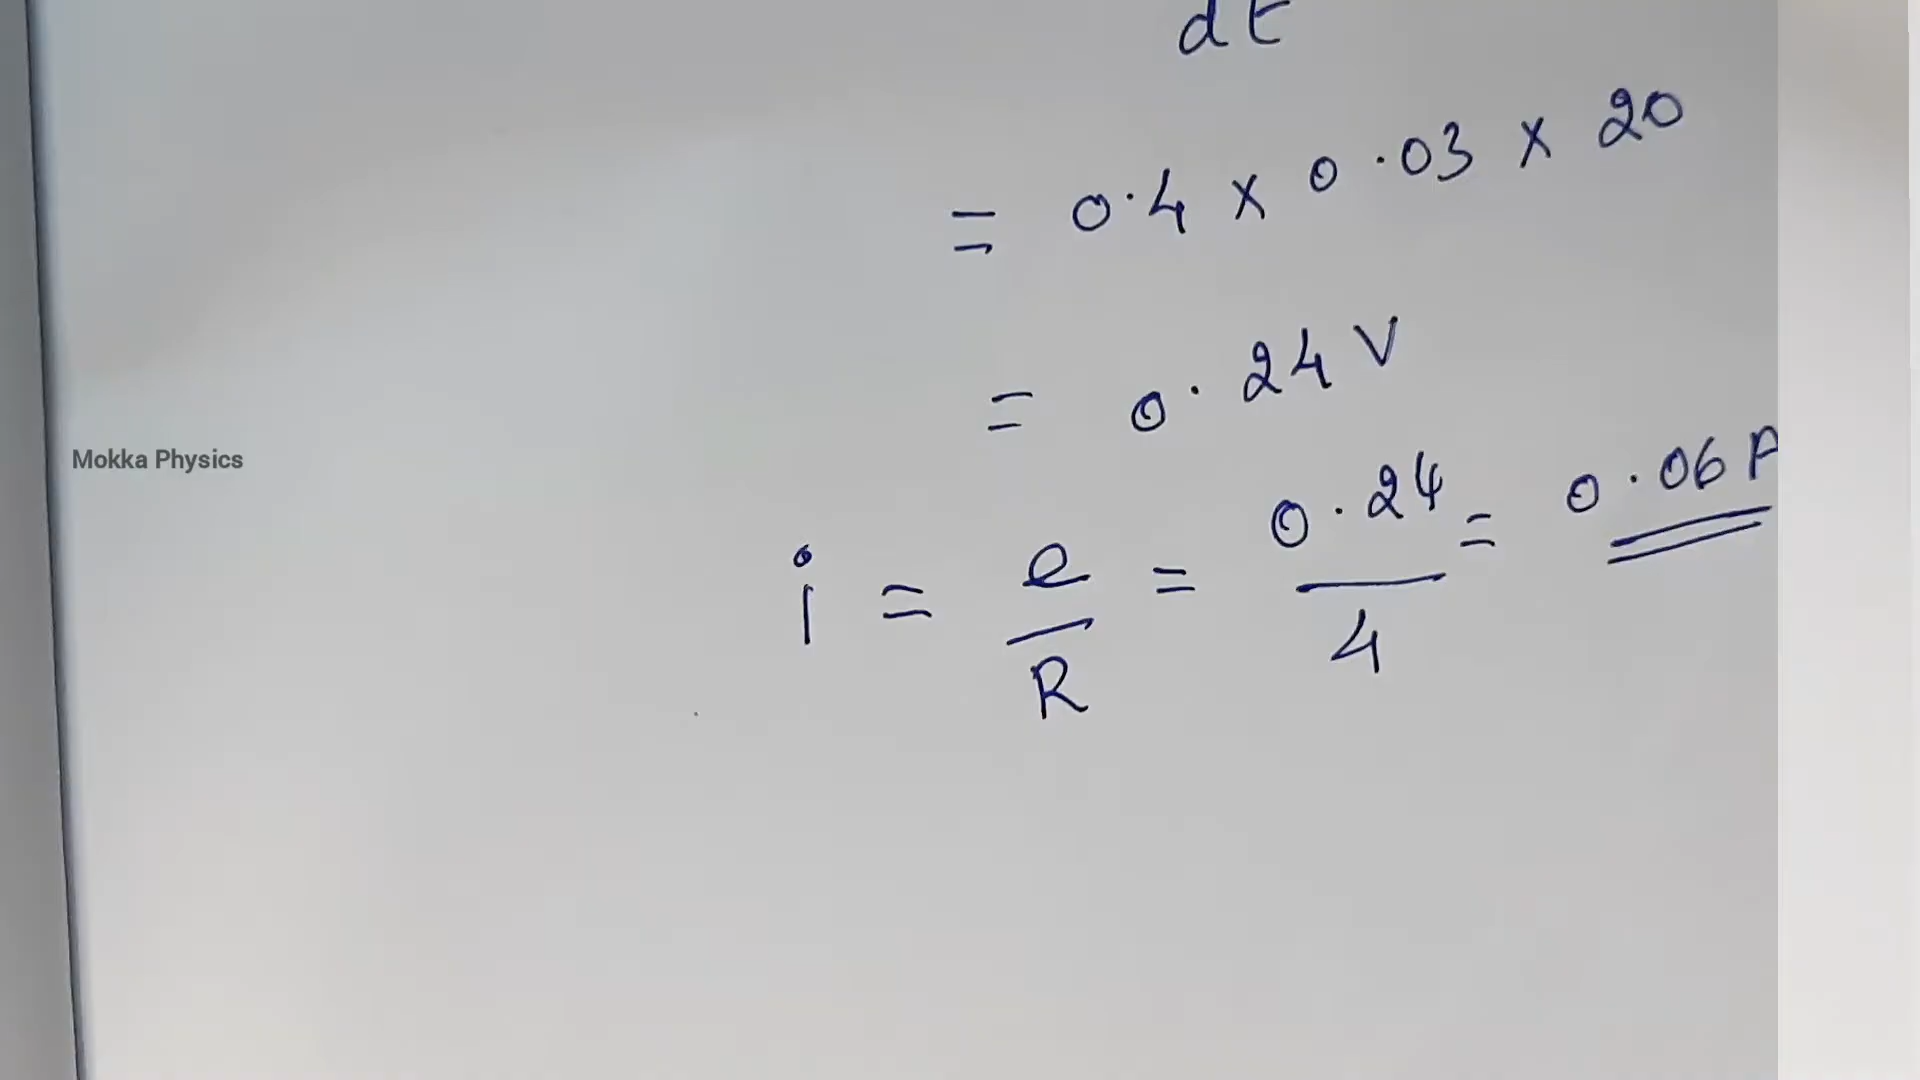 dt
= 0.4 x 0.03 x 20
= 0.24 V
Mokka Physics
i = e/R = 0.24/4 = 0.06 A